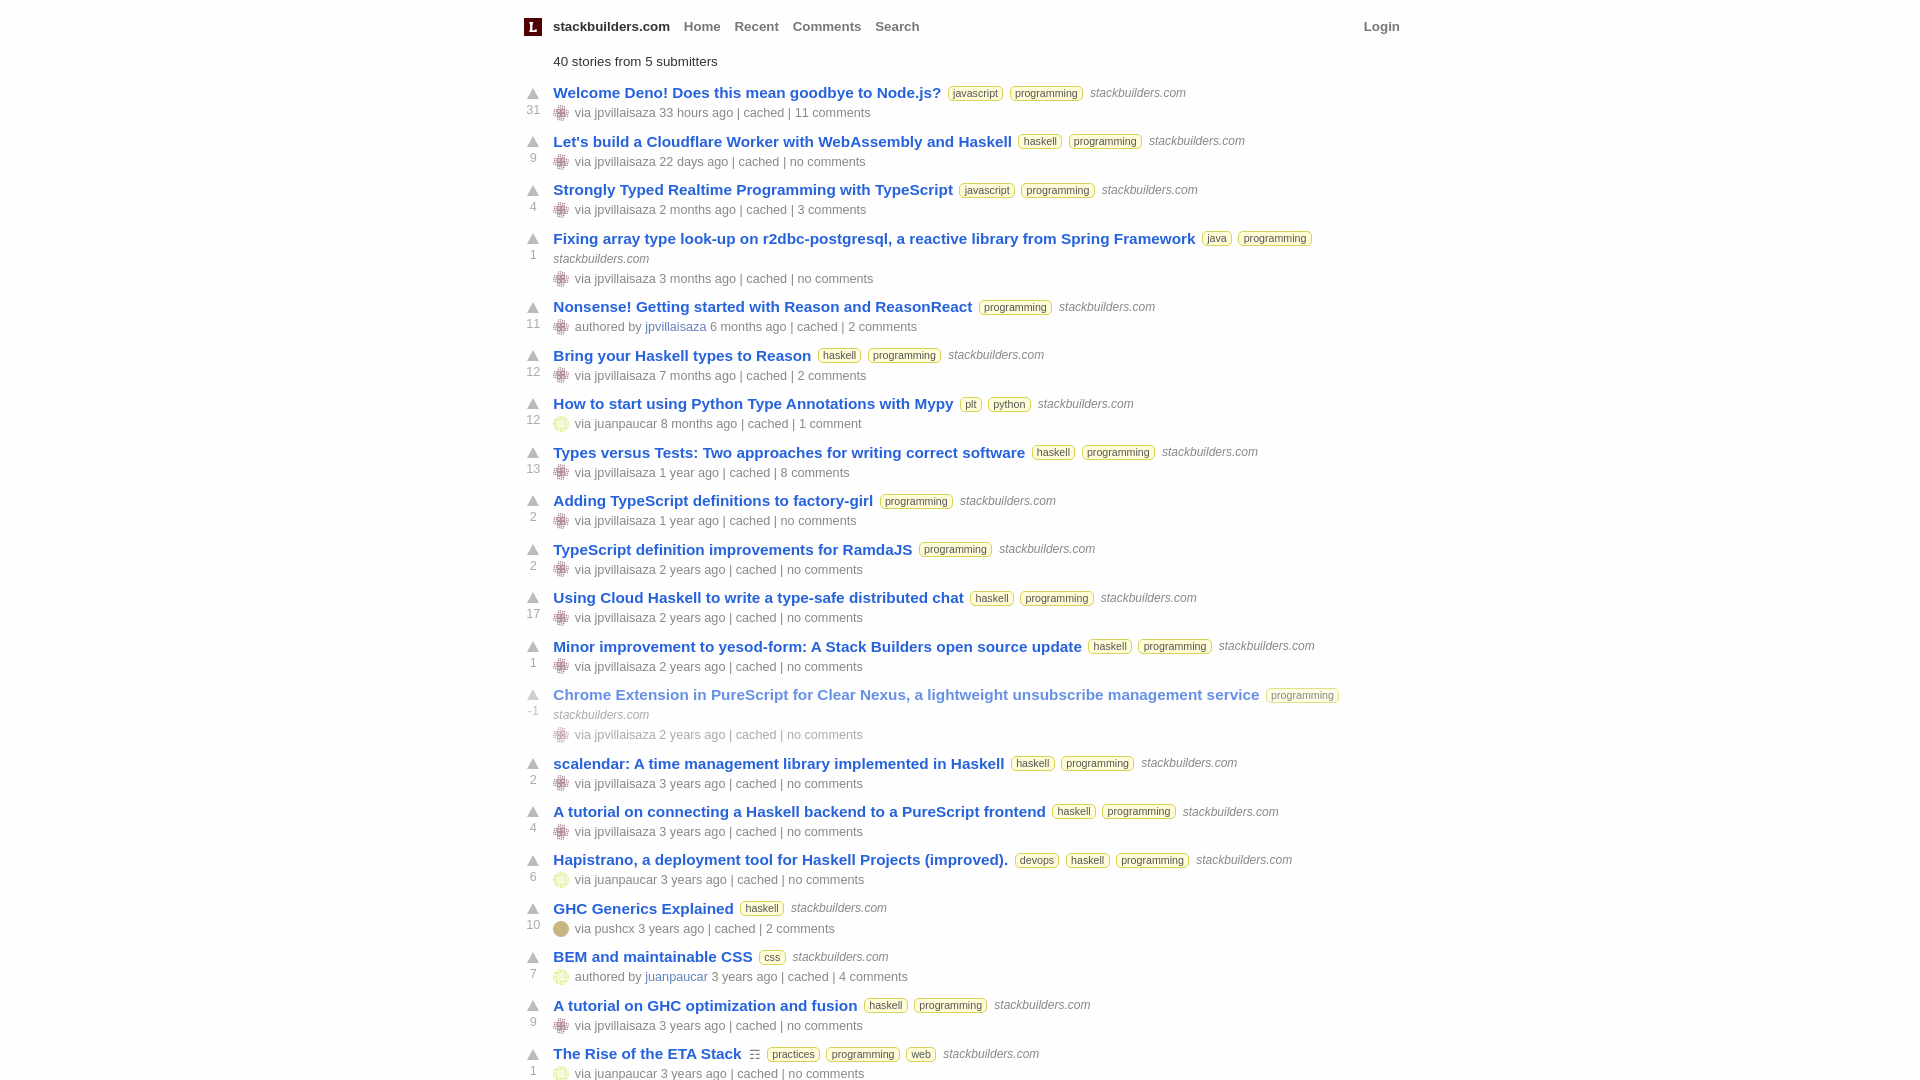 L stackbuilders.com Home Recent Comments Search Login
40 stories from 5 submitters
Welcome Deno! Does this mean goodbye to Node.js? javascript programming stackbuilders.com
31 via jpvillaisaza 33 hours ago | cached | 11 comments
Let's build a Cloudflare Worker with WebAssembly and Haskell haskell programming stackbuilders.com
9 via jpvillaisaza 22 days ago | cached | no comments
Strongly Typed Realtime Programming with TypeScript javascript programming stackbuilders.com
4 via jpvillaisaza 2 months ago | cached | 3 comments
Fixing array type look-up on r2dbc-postgresql, a reactive library from Spring Framework java programming
1 stackbuilders.com
via jpvillaisaza 3 months ago | cached | no comments
Nonsense! Getting started with Reason and ReasonReact programming stackbuilders.com
11 authored by jpvillaisaza 6 months ago | cached | 2 comments
Bring your Haskell types to Reason haskell programming stackbuilders.com
12 via jpvillaisaza 7 months ago | cached | 2 comments
How to start using Python Type Annotations with Mypy plt python stackbuilders.com
12 via juanpaucar 8 months ago | cached | 1 comment
Types versus Tests: Two approaches for writing correct software haskell programming stackbuilders.com
13 via jpvillaisaza 1 year ago | cached | 8 comments
Adding TypeScript definitions to factory-girl programming stackbuilders.com
2 via jpvillaisaza 1 year ago | cached | no comments
TypeScript definition improvements for RamdaJS programming stackbuilders.com
2 via jpvillaisaza 2 years ago | cached | no comments
Using Cloud Haskell to write a type-safe distributed chat haskell programming stackbuilders.com
17 via jpvillaisaza 2 years ago | cached | no comments
Minor improvement to yesod-form: A Stack Builders open source update haskell programming stackbuilders.com
1 via jpvillaisaza 2 years ago | cached | no comments
Chrome Extension in PureScript for Clear Nexus, a lightweight unsubscribe management service programming
-1 stackbuilders.com
via jpvillaisaza 2 years ago | cached | no comments
scalendar: A time management library implemented in Haskell haskell programming stackbuilders.com
2 via jpvillaisaza 3 years ago | cached | no comments
A tutorial on connecting a Haskell backend to a PureScript frontend haskell programming stackbuilders.com
4 via jpvillaisaza 3 years ago | cached | no comments
Hapistrano, a deployment tool for Haskell Projects (improved). devops haskell programming stackbuilders.com
6 via juanpaucar 3 years ago | cached | no comments
GHC Generics Explained haskell stackbuilders.com
10 via pushcx 3 years ago | cached | 2 comments
BEM and maintainable CSS css stackbuilders.com
7 authored by juanpaucar 3 years ago | cached | 4 comments
A tutorial on GHC optimization and fusion haskell programming stackbuilders.com
9 via jpvillaisaza 3 years ago | cached | no comments
The Rise of the ETA Stack ☶ practices programming web stackbuilders.com
1 via juanpaucar 3 years ago | cached | no comments